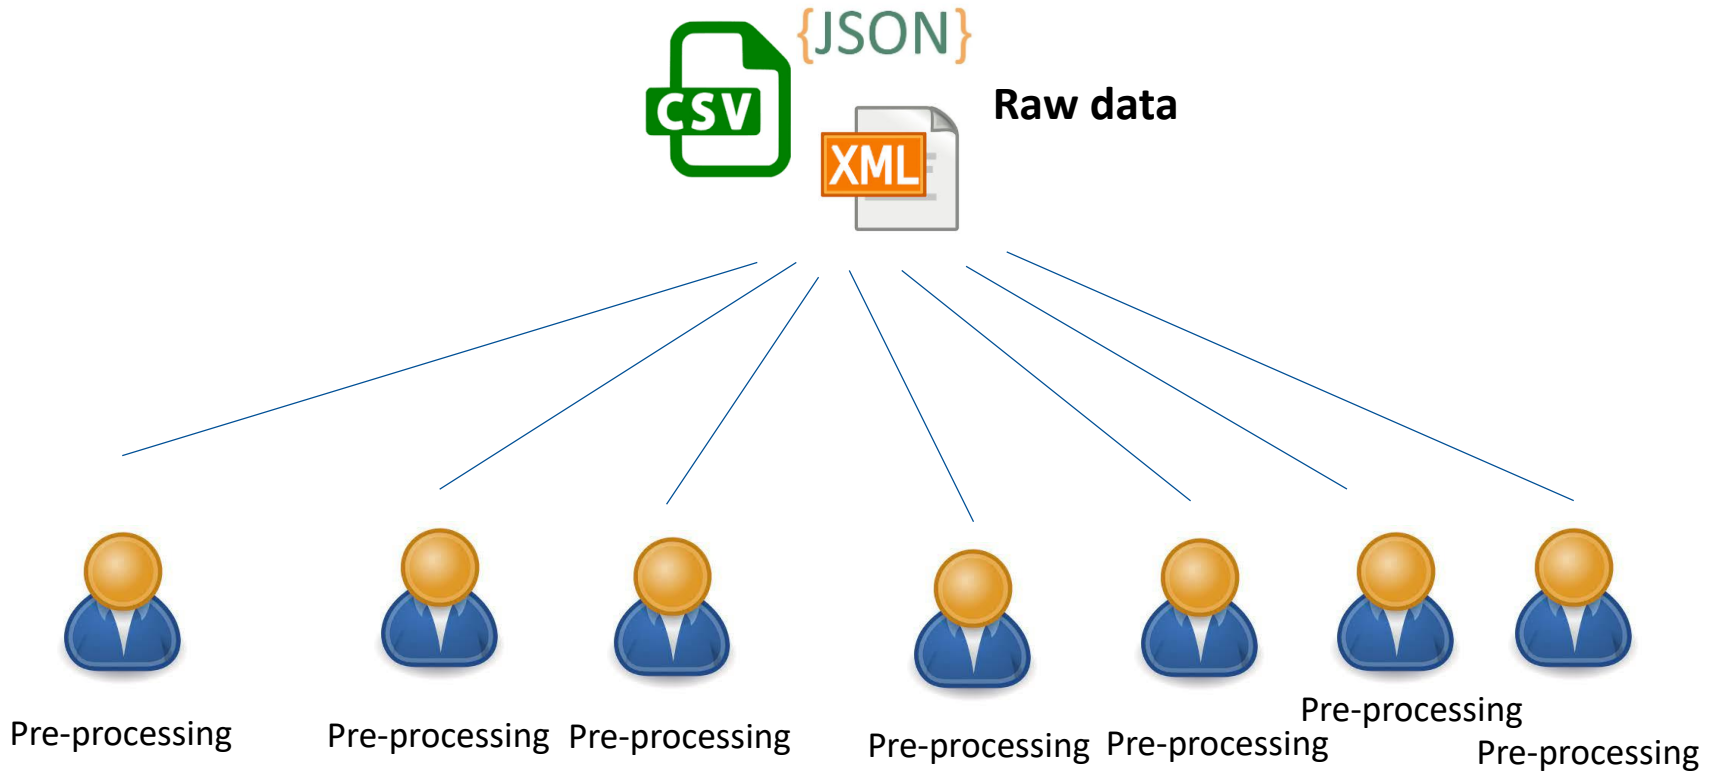 {JSON}
CSV
Raw data
XML
Pre-processing
Pre-processing
Pre-processing
Pre-processing
Pre-processing
Pre-processing
Pre-processing